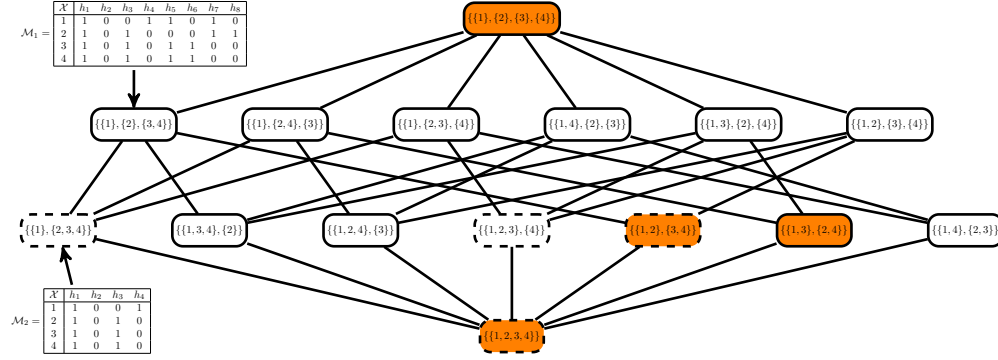 {{1}, {2}, {3}, {4}}
𝒳 h₁ h₂ h₃ h₄ h₅ h₆ h₇ h₈
1 1 0 0 1 1 0 1 0
ℳ₁ = 2 1 0 1 0 0 0 1 1
3 1 0 1 0 1 1 0 0
4 1 0 1 0 1 1 0 0
{{1}, {2}, {3, 4}} {{1}, {2, 4}, {3}} {{1}, {2, 3}, {4}} {{1, 4}, {2}, {3}} {{1, 3}, {2}, {4}} {{1, 2}, {3}, {4}}
{{1}, {2, 3, 4}} {{1, 3, 4}, {2}} {{1, 2, 4}, {3}} {{1, 2, 3}, {4}} {{1, 2}, {3, 4}} {{1, 3}, {2, 4}} {{1, 4}, {2, 3}}
𝒳 h₁ h₂ h₃ h₄
1 1 0 0 1
ℳ₂ = 2 1 0 1 0
3 1 0 1 0
4 1 0 1 0
{{1, 2, 3, 4}}